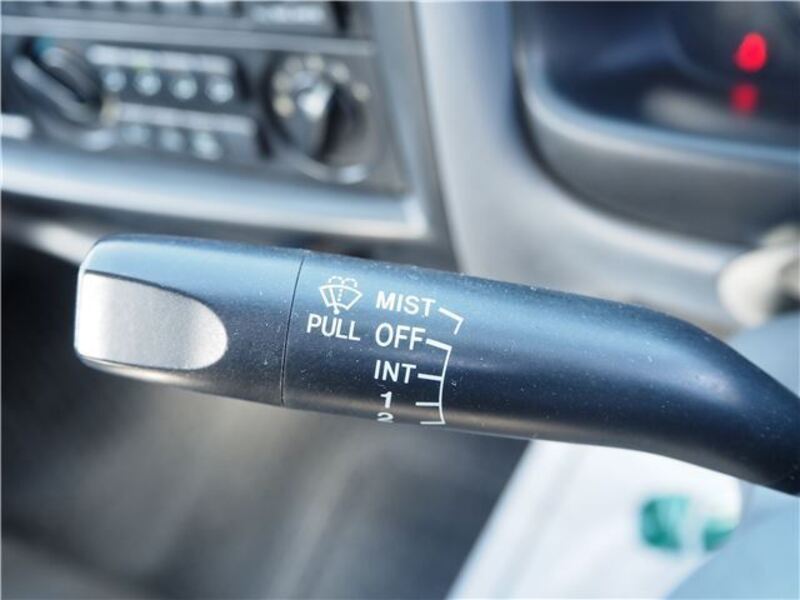 MIST
PULL OFF
INT
1
2